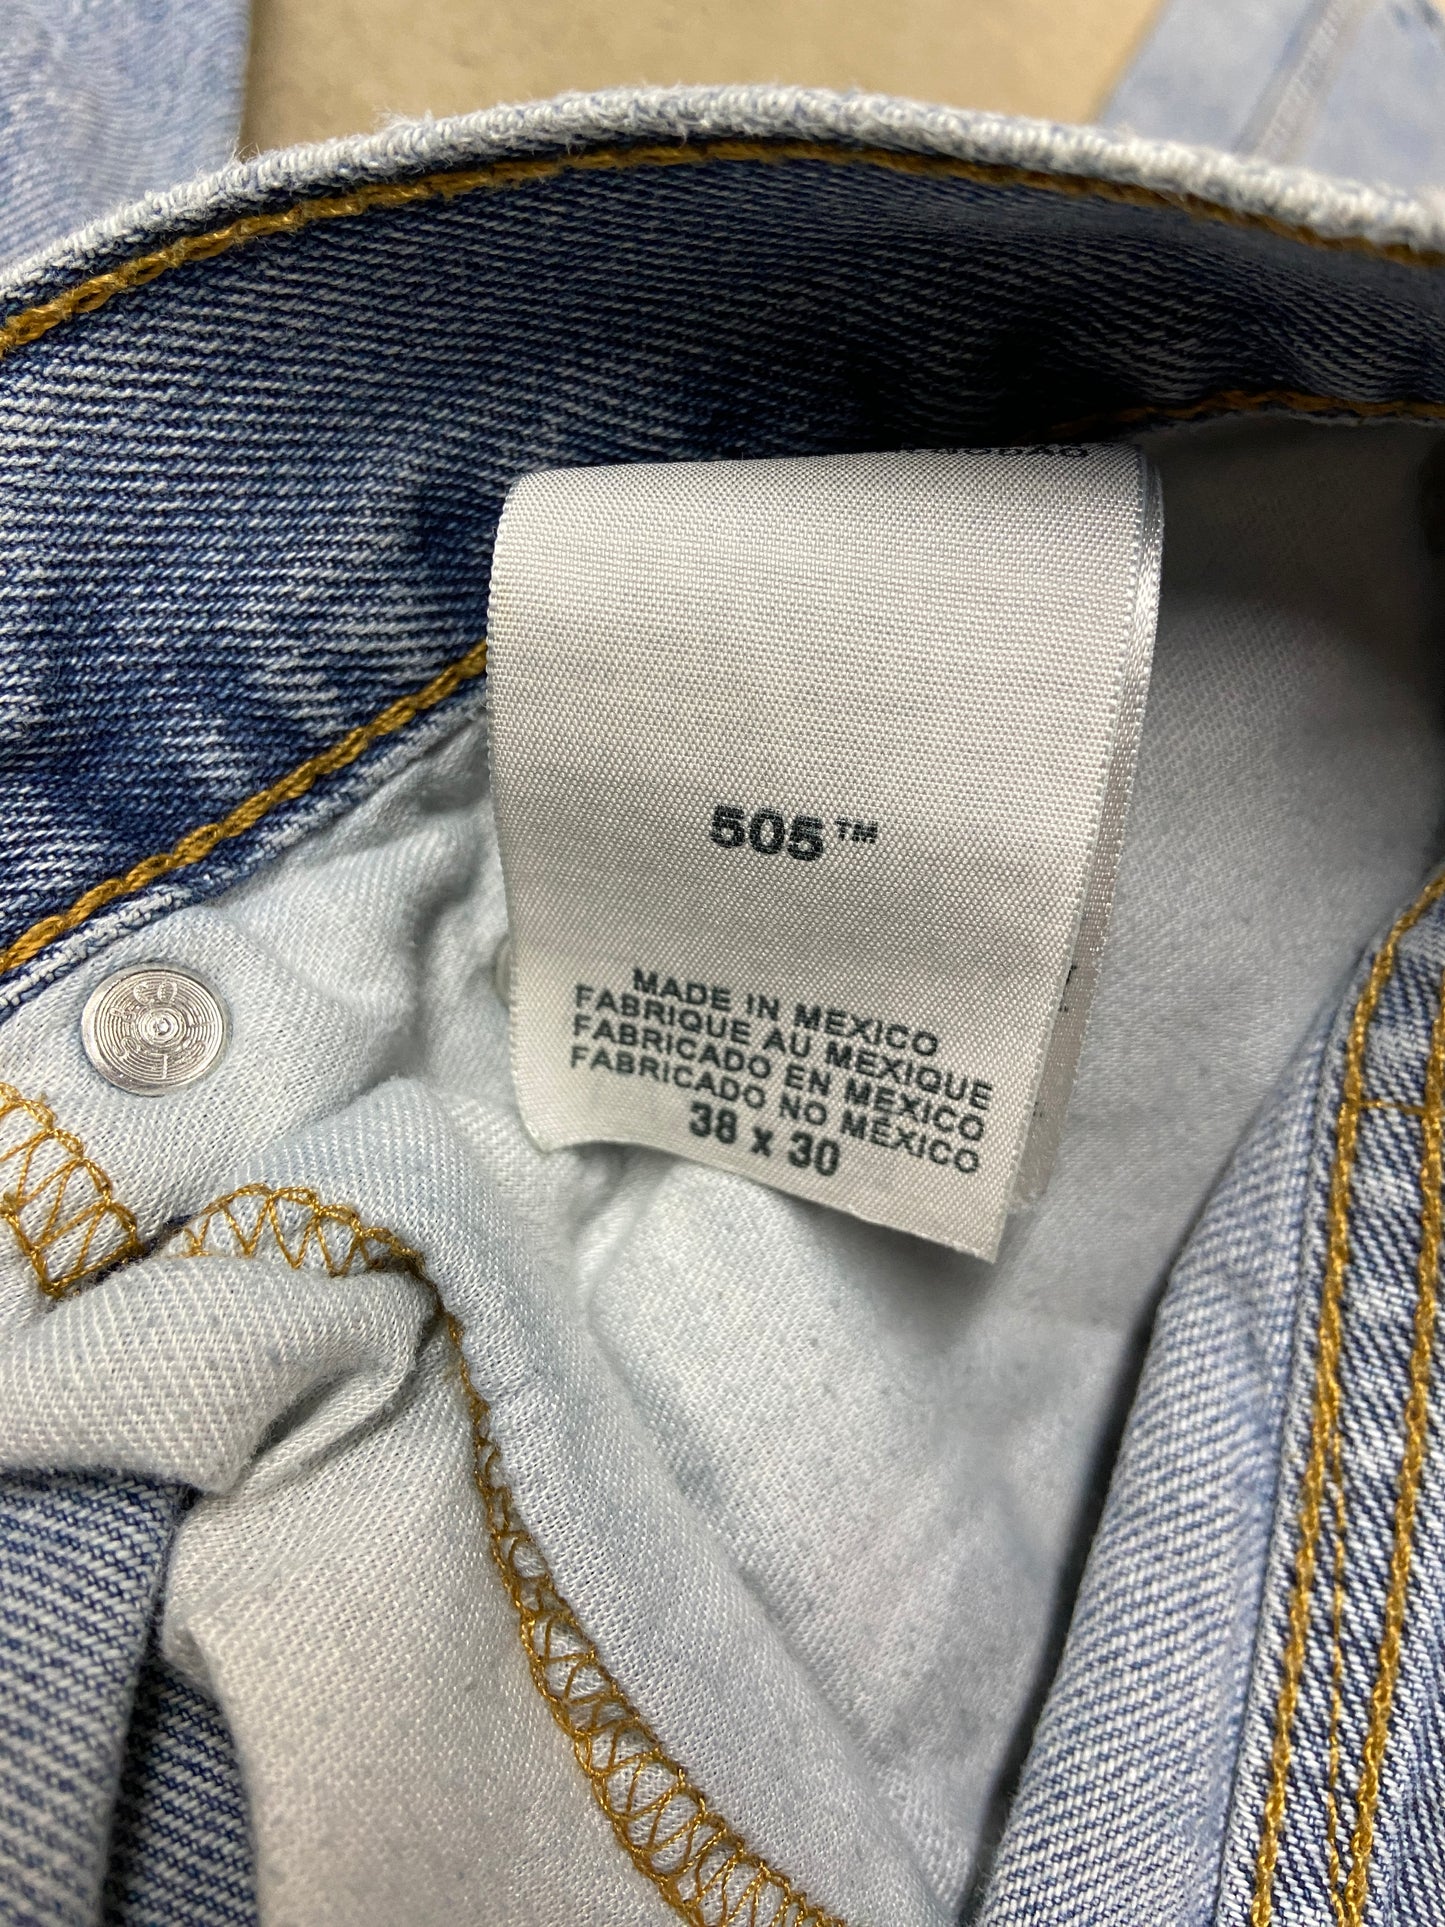 505™
MADE IN MEXICO
FABRIQUE AU MEXIQUE
FABRICADO EN MEXICO
FABRICADO NO MÉXICO
38 x 30